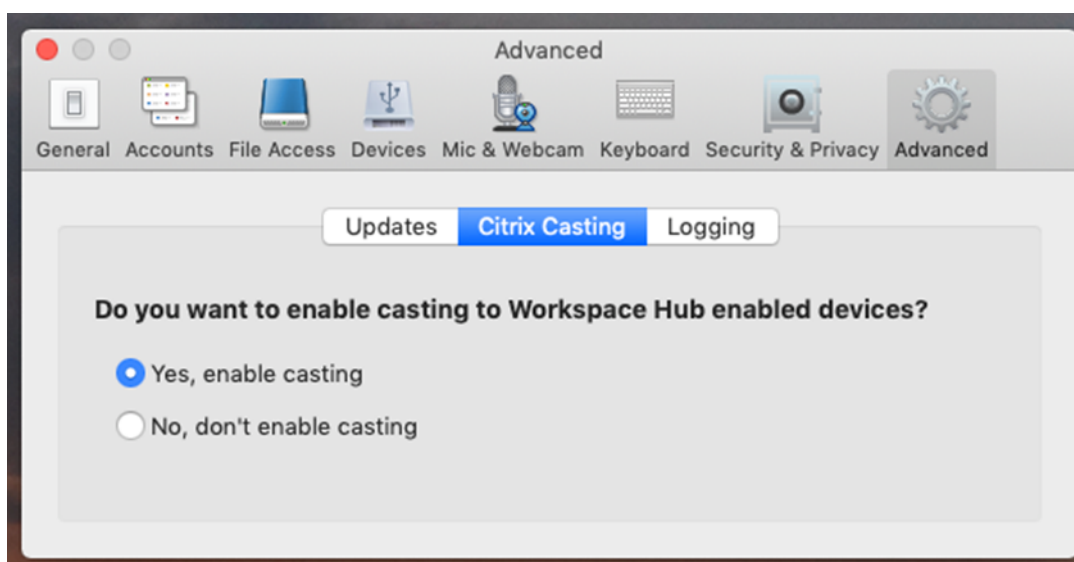 Advanced
General Accounts File Access Devices Mic & Webcam Keyboard Security & Privacy Advanced
Updates Citrix Casting Logging
Do you want to enable casting to Workspace Hub enabled devices?
Yes, enable casting
No, don't enable casting